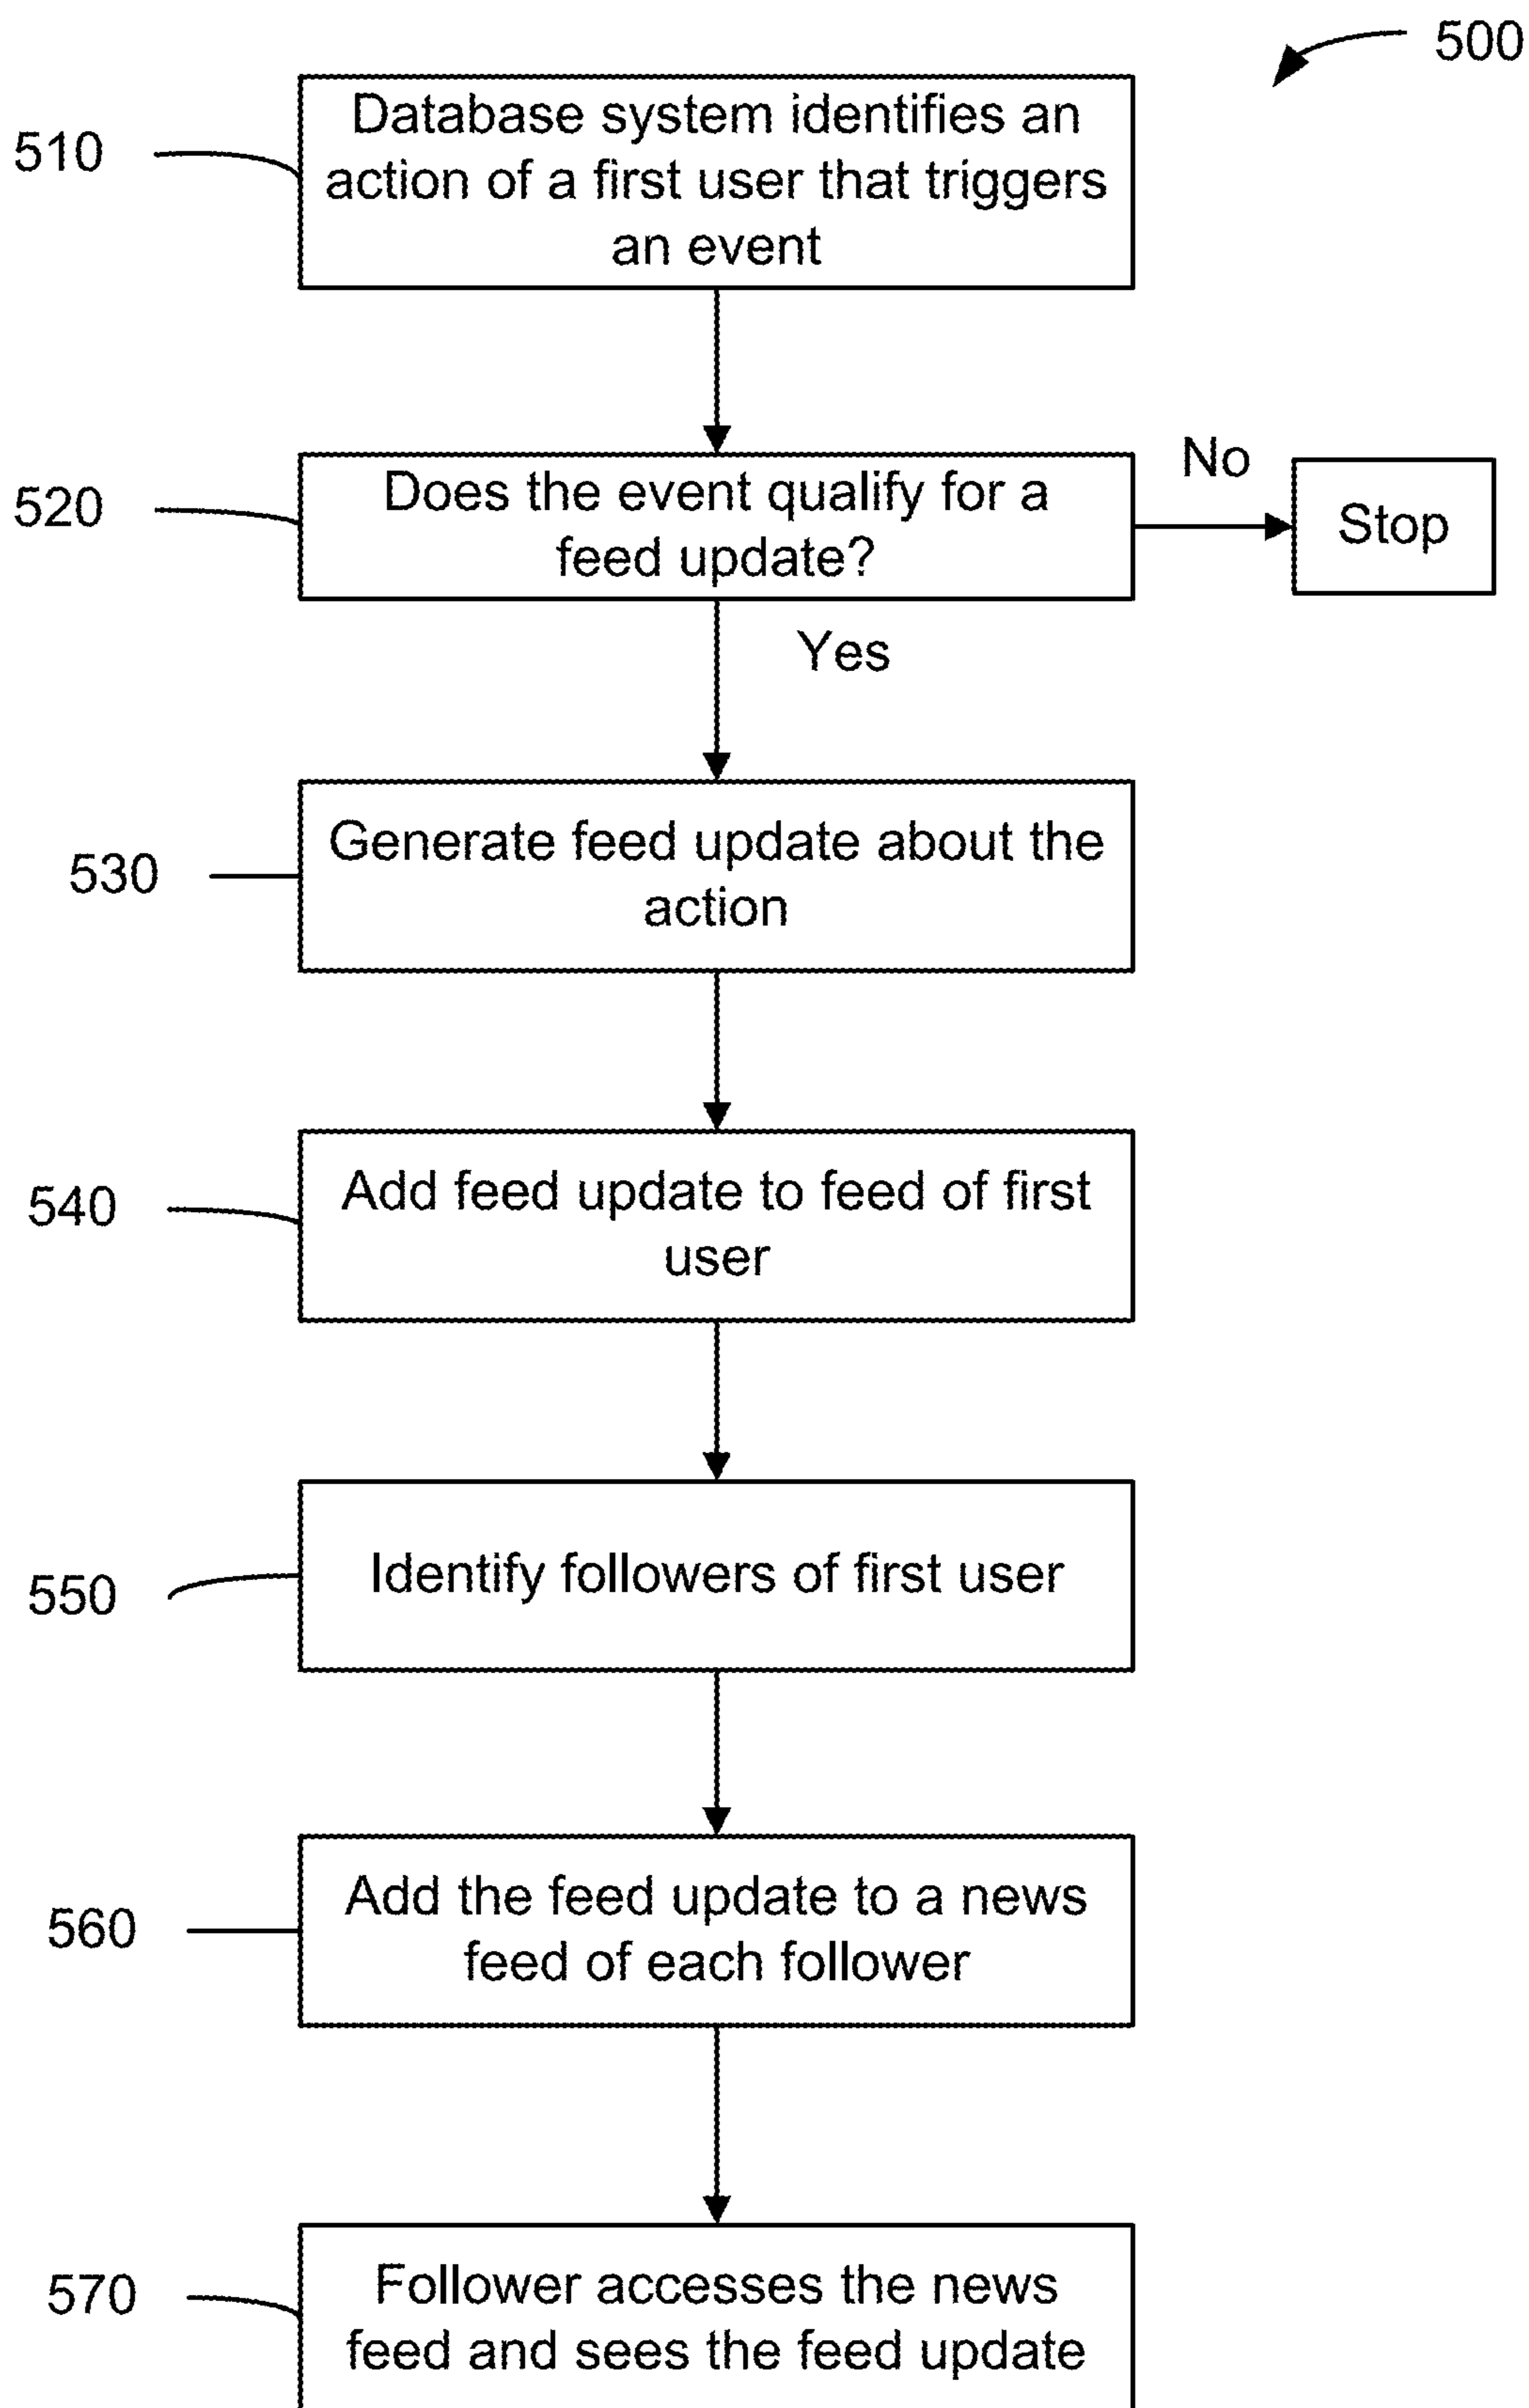 500
510
Database system identifies an
action of a first user that triggers
an event
520
Does the event qualify for a
feed update?
No
Stop
Yes
530
Generate feed update about the
action
540
Add feed update to feed of first
user
550
Identify followers of first user
560
Add the feed update to a news
feed of each follower
570
Follower accesses the news
feed and sees the feed update